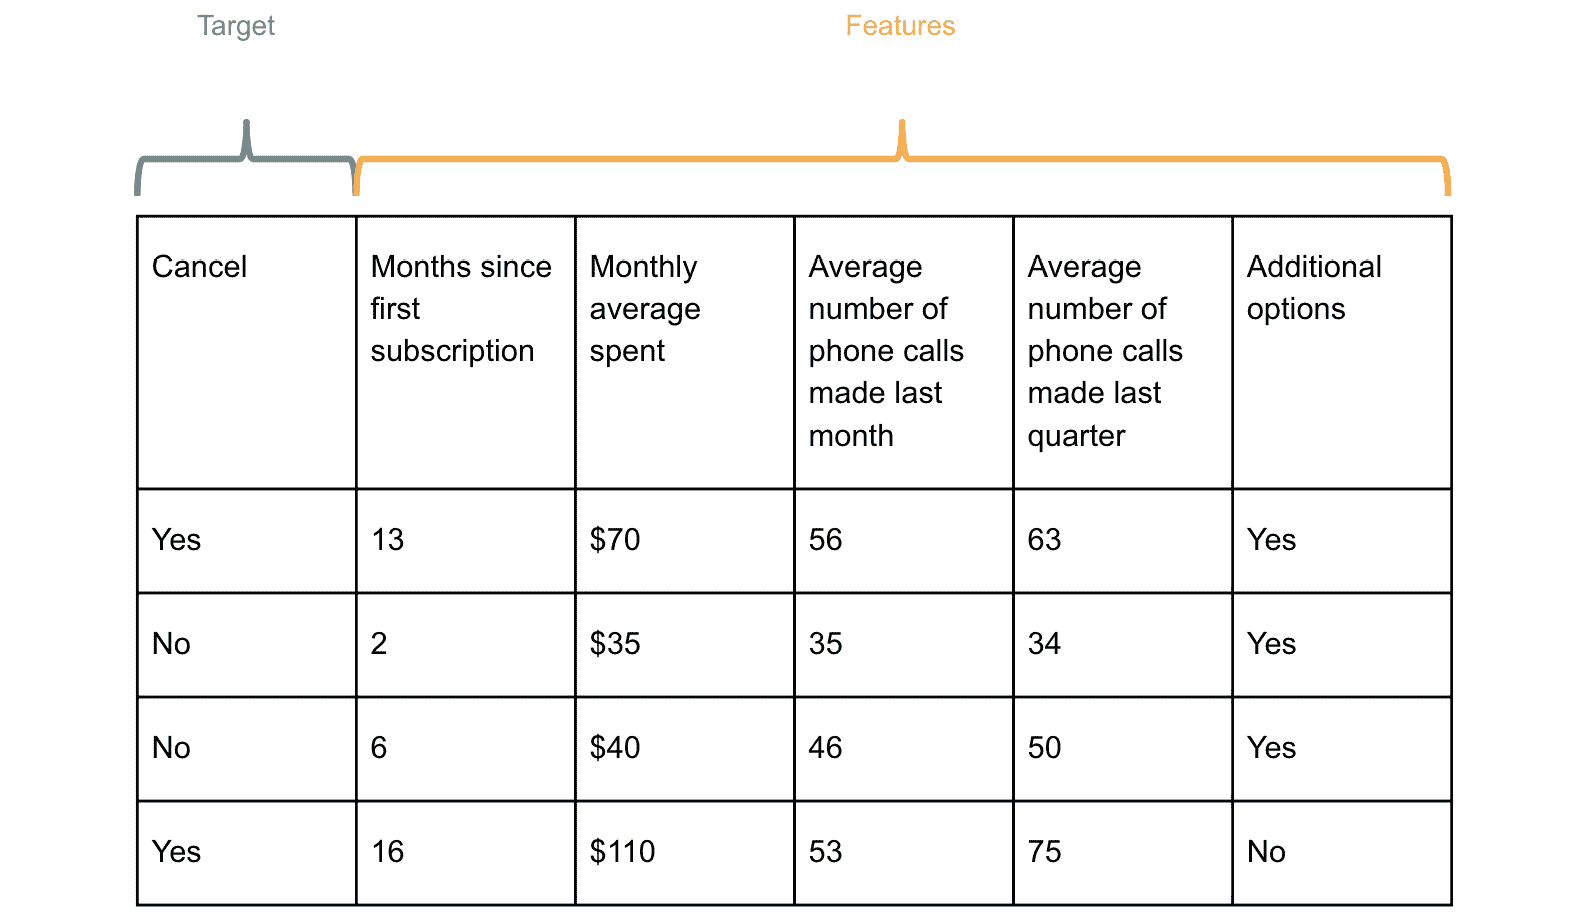 Target
Features
Cancel
Months since
first
subscription
Monthly
average
spent
Average
number of
phone calls
made last
month
Average
number of
phone calls
made last
quarter
Additional
options
Yes
13
$70
56
63
Yes
No
2
$35
35
34
Yes
No
6
$40
46
50
Yes
Yes
16
$110
53
75
No